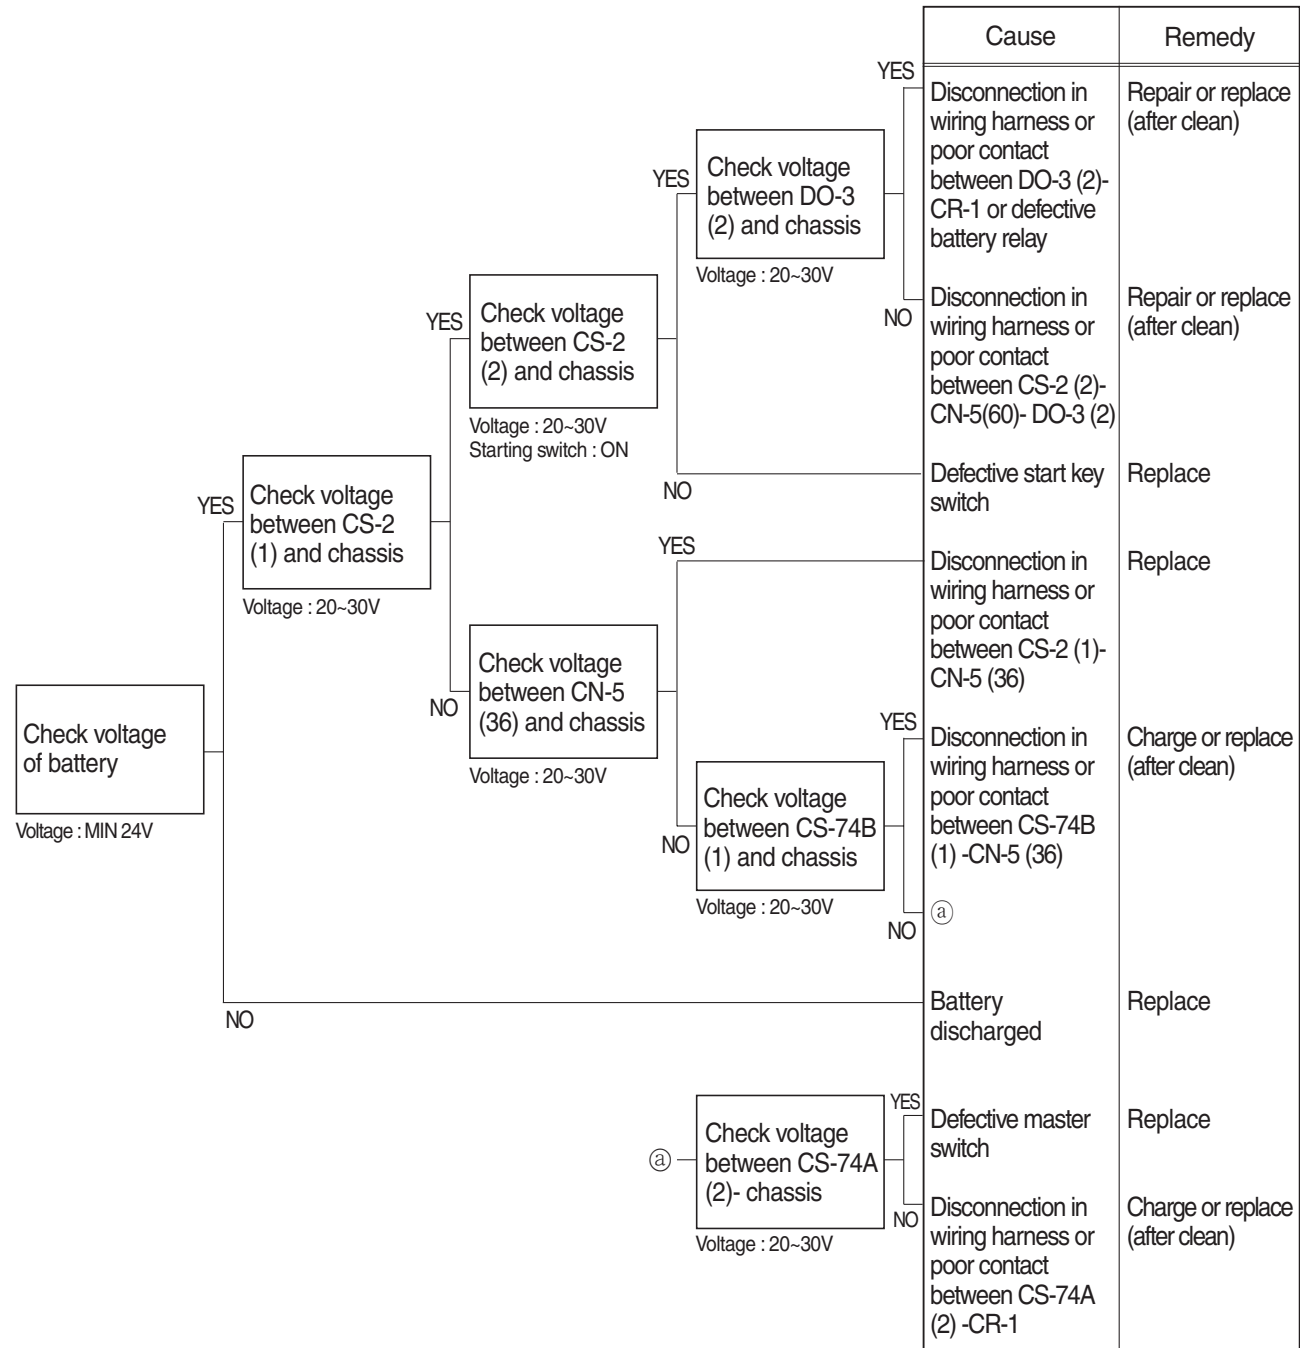 Cause
Remedy
YES
Disconnection in
wiring harness or
poor contact
between DO-3 (2)-
CR-1 or defective
battery relay
Repair or replace
(after clean)
YES
Check voltage
between DO-3
(2) and chassis
Voltage : 20~30V
NO
Disconnection in
wiring harness or
poor contact
between CS-2 (2)-
CN-5(60)- DO-3 (2)
Repair or replace
(after clean)
YES
Check voltage
between CS-2
(2) and chassis
Voltage : 20~30V
Starting switch : ON
NO
Defective start key
switch
Replace
YES
Check voltage
between CS-2
(1) and chassis
Voltage : 20~30V
YES
Disconnection in
wiring harness or
poor contact
between CS-2 (1)-
CN-5 (36)
Replace
NO
Check voltage
between CN-5
(36) and chassis
Voltage : 20~30V
Check voltage
of battery
Voltage : MIN 24V
YES
Disconnection in
wiring harness or
poor contact
between CS-74B
(1) -CN-5 (36)
Charge or replace
(after clean)
NO
Check voltage
between CS-74B
(1) and chassis
Voltage : 20~30V
NO
ⓐ
NO
Battery
discharged
Replace
ⓐ
Check voltage
between CS-74A
(2)- chassis
Voltage : 20~30V
YES
Defective master
switch
Replace
NO
Disconnection in
wiring harness or
poor contact
between CS-74A
(2) -CR-1
Charge or replace
(after clean)